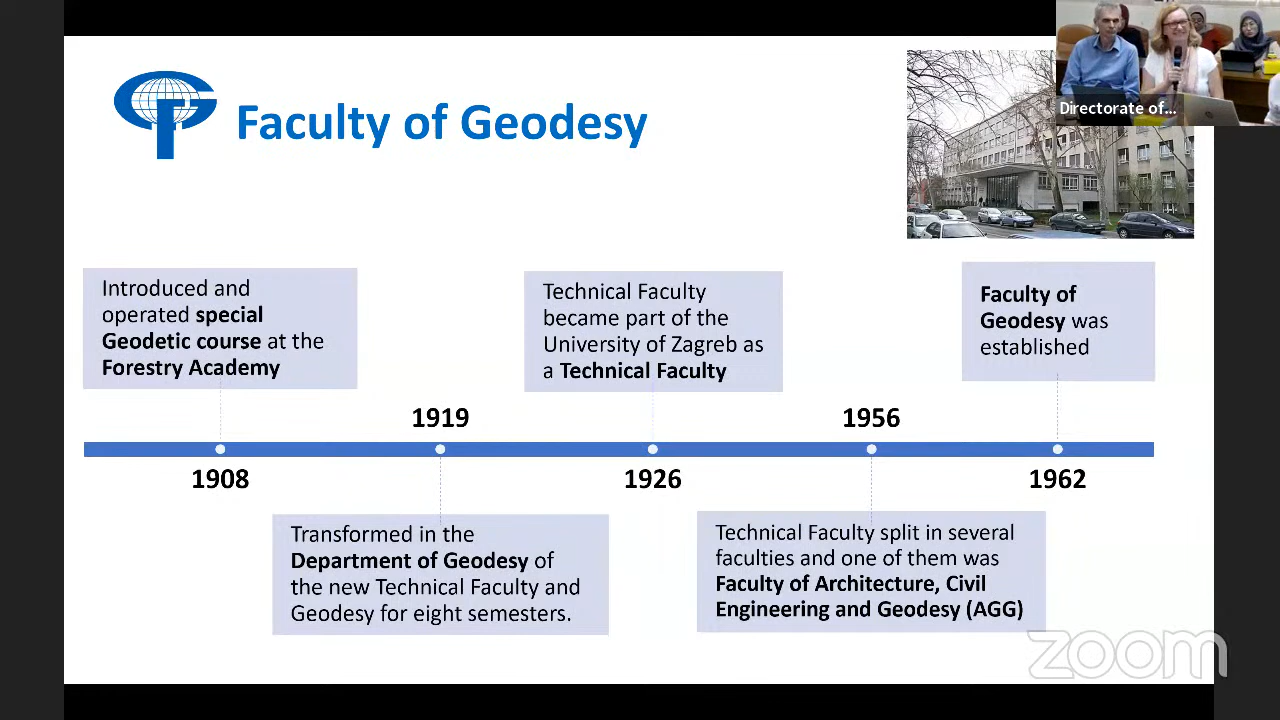 Faculty of Geodesy
Directorate of...
Introduced and
operated special
Geodetic course at the
Forestry Academy
Technical Faculty
became part of the
University of Zagreb as
a Technical Faculty
Faculty of
Geodesy was
established
1919
1956
1908
1926
1962
Transformed in the
Department of Geodesy of
the new Technical Faculty and
Geodesy for eight semesters.
Technical Faculty split in several
faculties and one of them was
Faculty of Architecture, Civil
Engineering and Geodesy (AGG)
zoom